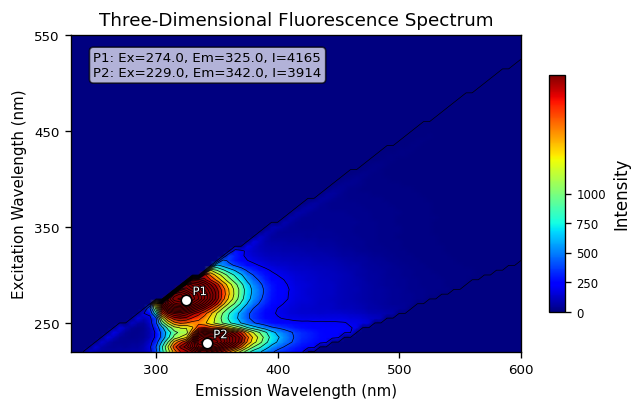 Three-Dimensional Fluorescence Spectrum
P1: Ex=274.0, Em=325.0, I=4165
P2: Ex=229.0, Em=342.0, I=3914
550
450
350
250
Excitation Wavelength (nm)
P1
P2
300
400
500
600
Emission Wavelength (nm)
1000
750
500
250
0
Intensity